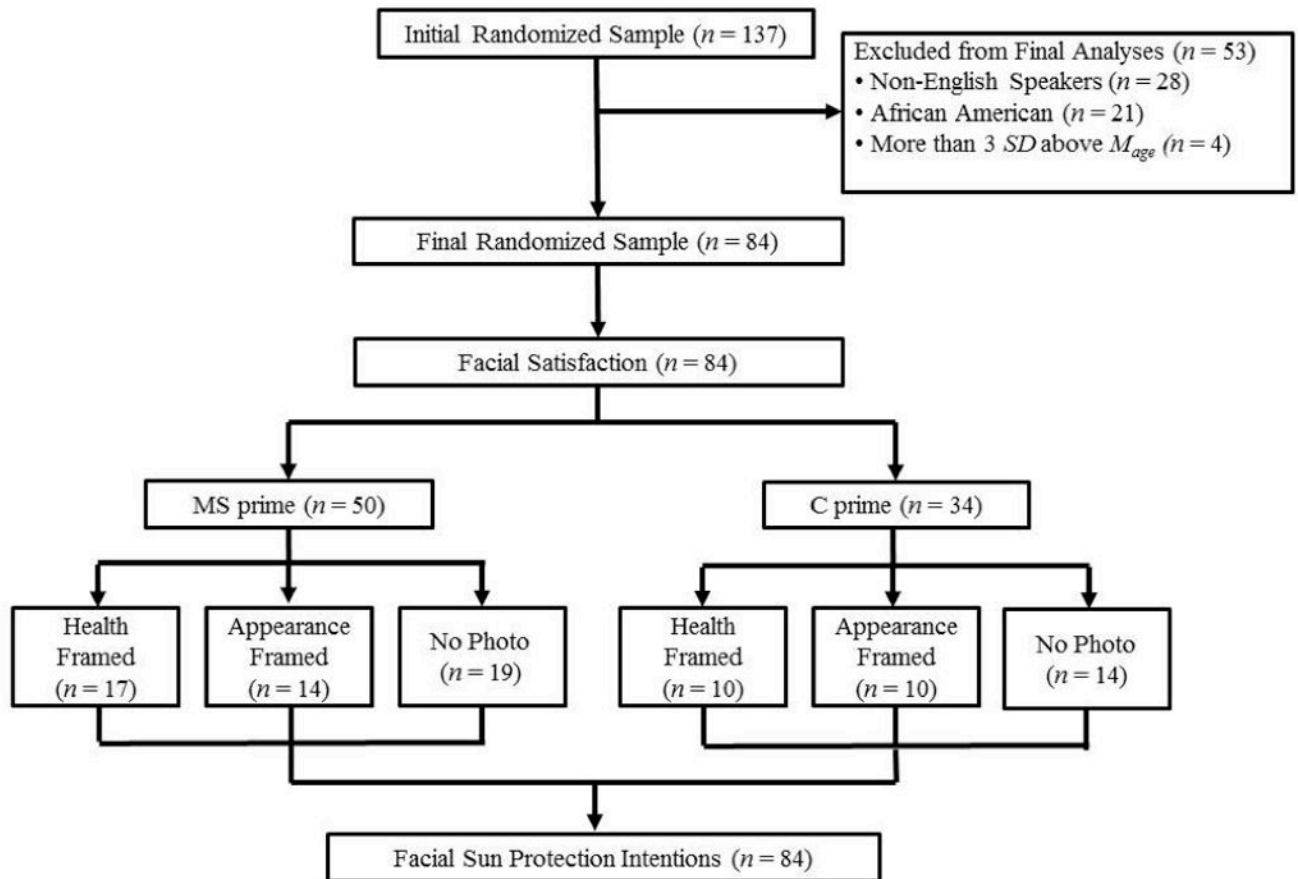 Initial Randomized Sample (n = 137)
Excluded from Final Analyses (n = 53)
• Non-English Speakers (n = 28)
• African American (n = 21)
• More than 3 SD above Mage (n = 4)
Final Randomized Sample (n = 84)
Facial Satisfaction (n = 84)
MS prime (n = 50)
C prime (n = 34)
Health
Framed
(n = 17)
Appearance
Framed
(n = 14)
No Photo
(n = 19)
Health
Framed
(n = 10)
Appearance
Framed
(n = 10)
No Photo
(n = 14)
Facial Sun Protection Intentions (n = 84)